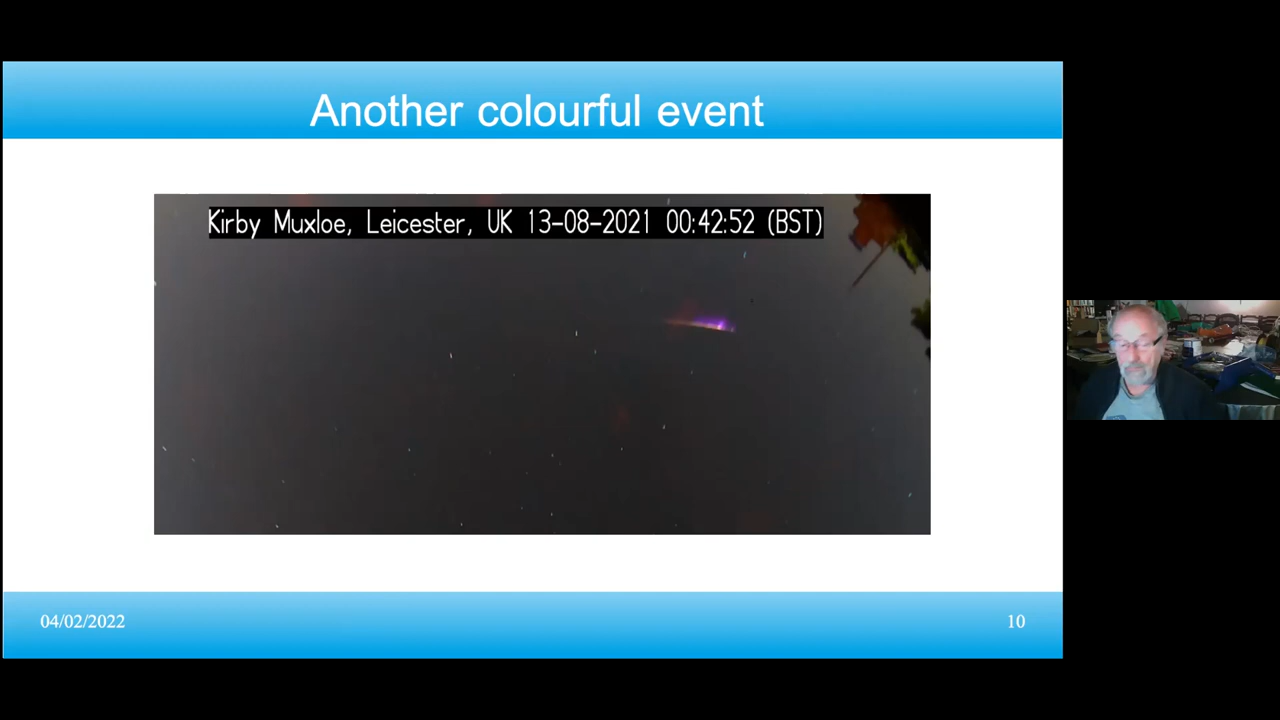 Another colourful event
Kirby Muxloe, Leicester, UK 13-08-2021 00:42:52 (BST)
04/02/2022
10